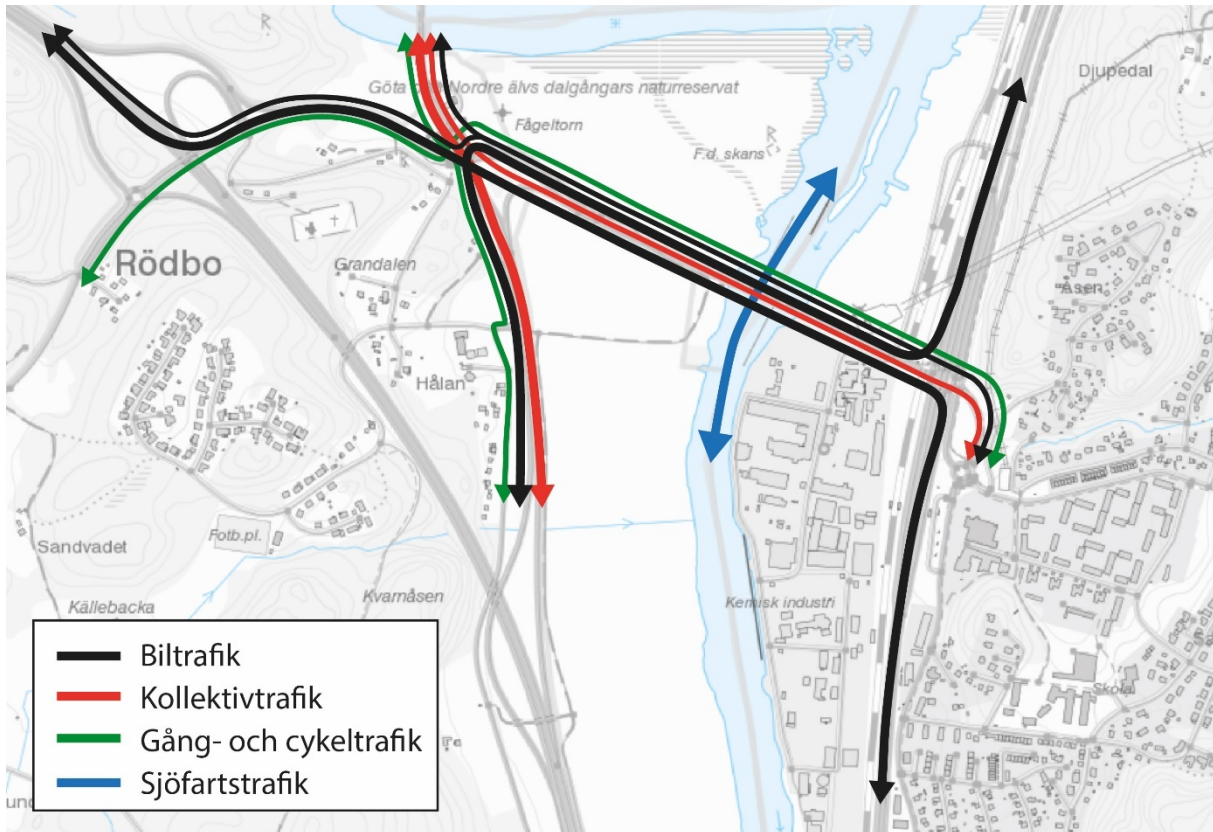 Djupedal
Göta Nordre älvs dalgångars naturreservat
Fågeltorn
F.d. skans
Rödbo
Grandalen
Åsen
Hålan
Sandvadet
Fotb.pl.
Källebacka
Kvarnåsen
Kemisk industri
Skola
Biltrafik
Kollektivtrafik
Gång- och cykeltrafik
Sjöfartstrafik